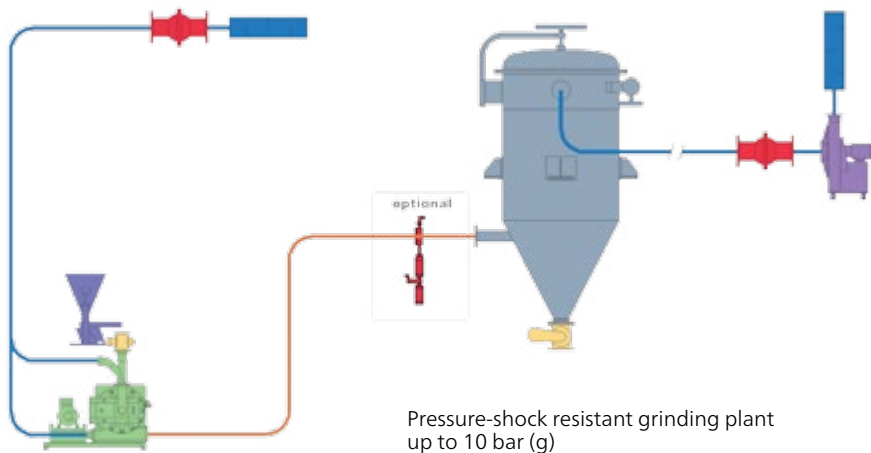 optional
Pressure-shock resistant grinding plant
up to 10 bar (g)